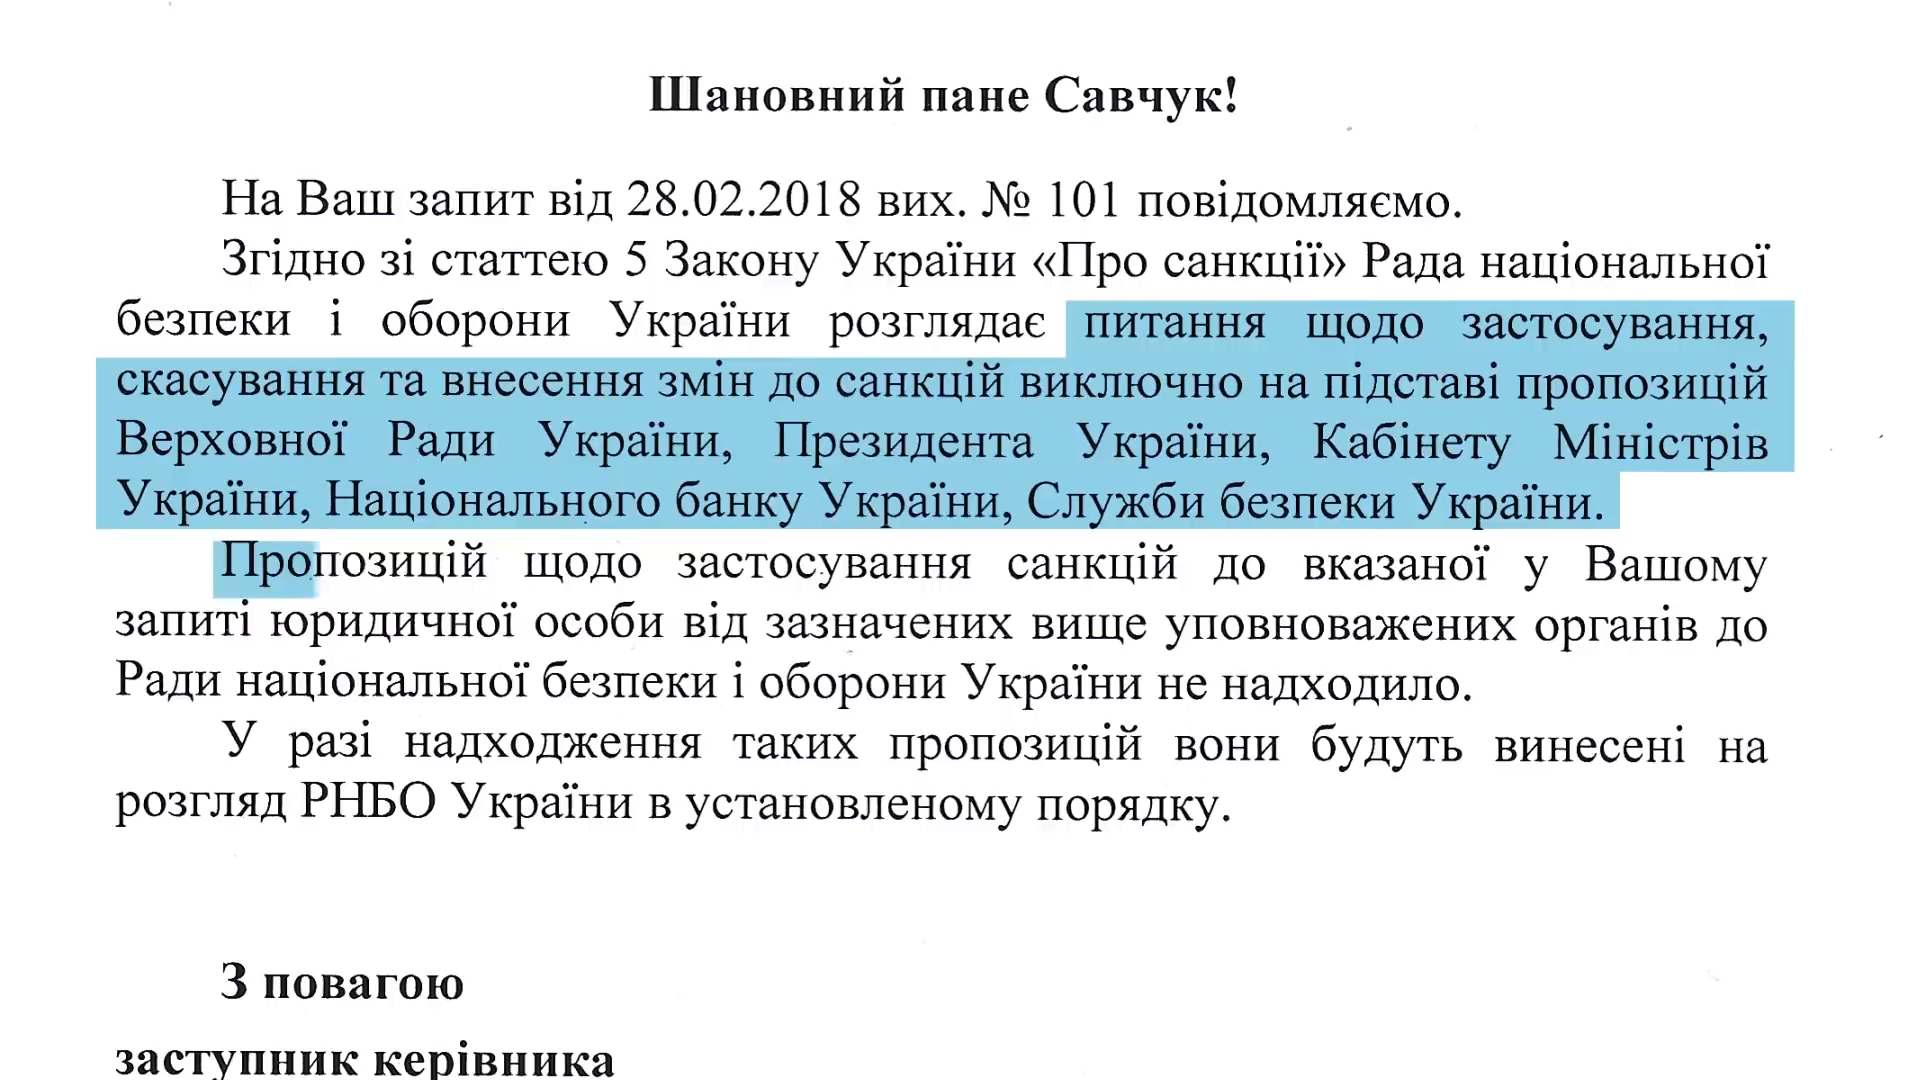 Шановний пане Савчук!
На Ваш запит від 28.02.2018 вих. № 101 повідомляємо.
Згідно зі статтею 5 Закону України «Про санкції» Рада національної
безпеки і оборони України розглядає питання щодо застосування,
скасування та внесення змін до санкцій виключно на підставі пропозицій
Верховної Ради України, Президента України, Кабінету Міністрів
України, Національного банку України, Служби безпеки України.
Пропозицій щодо застосування санкцій до вказаної у Вашому
запиті юридичної особи від зазначених вище уповноважених органів до
Ради національної безпеки і оборони України не надходило.
У разі надходження таких пропозицій вони будуть винесені на
розгляд РНБО України в установленому порядку.
З повагою
заступник керівника